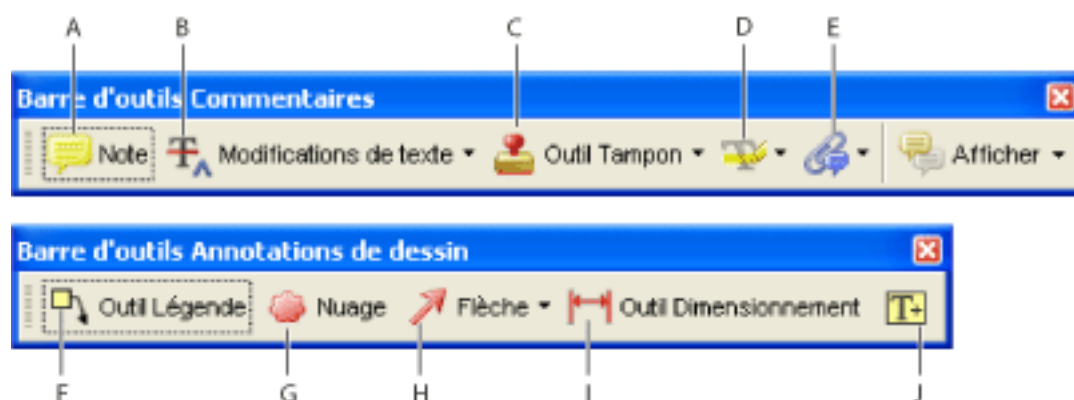 A B C D E
Barre d'outils Commentaires
Note Modifications de texte Outil Tampon Afficher
Barre d'outils Annotations de dessin
Outil Légende Nuage Flèche Outil Dimensionnement T+
F G H I J